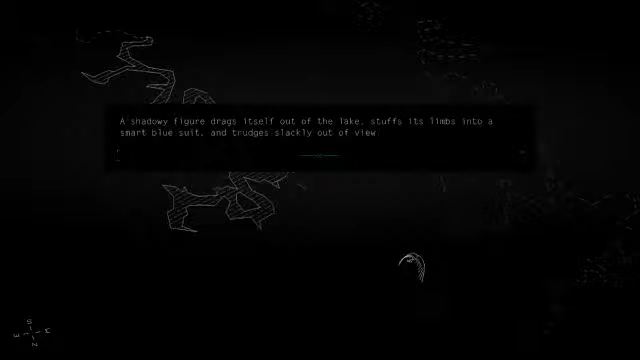 A shadowy figure drags itself out of the lake, stuffs its limbs into a
smart blue suit, and trudges slackly out of view
S
W E
N